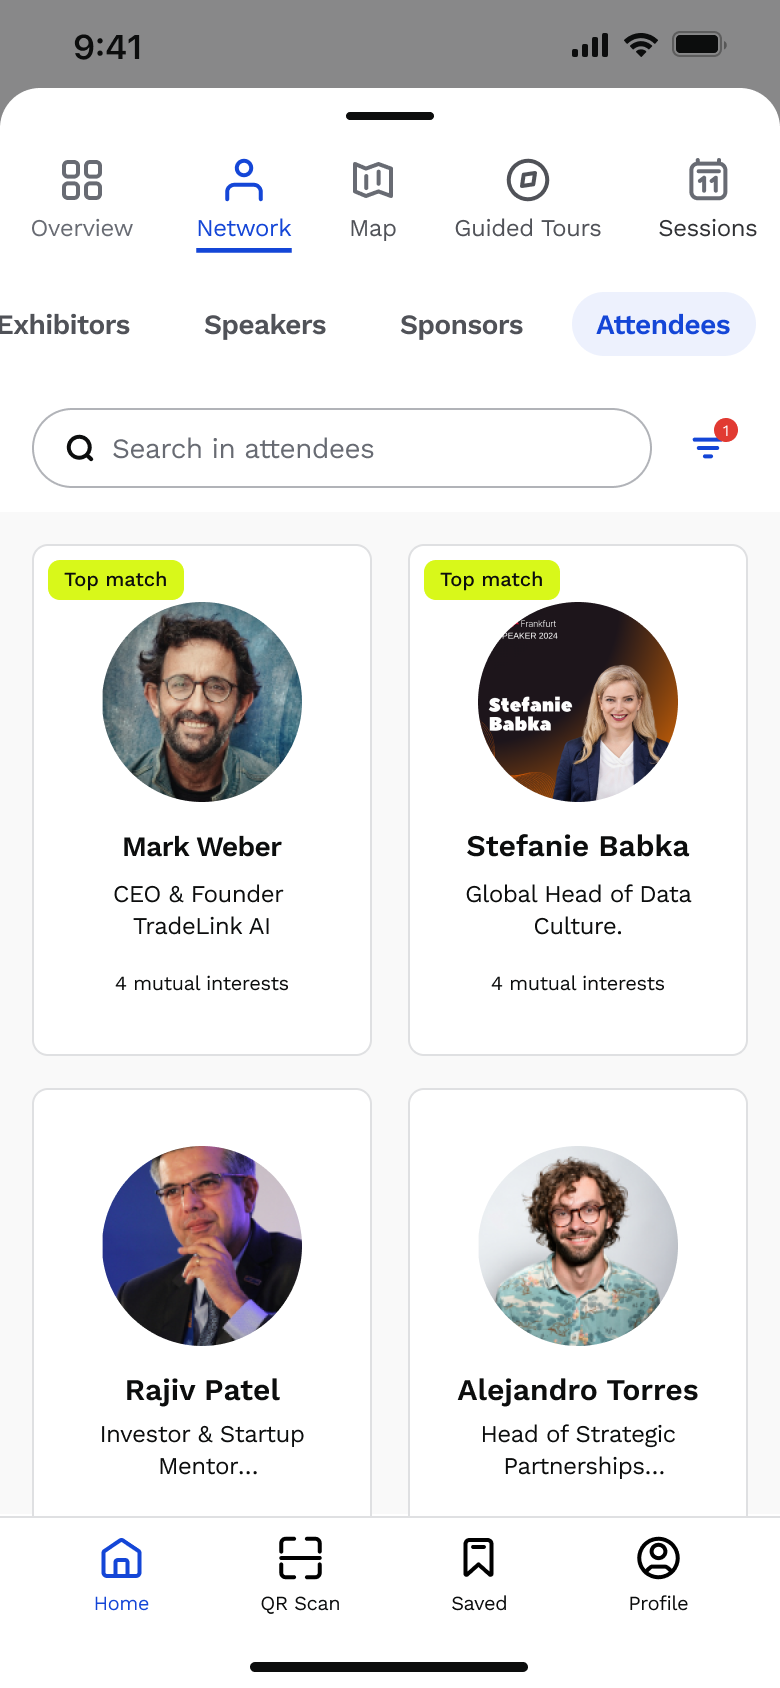 9:41
Overview
Network
Map
Guided Tours
11
Sessions
Exhibitors
Speakers
Sponsors
Attendees
Search in attendees
1
Top match
Mark Weber
CEO & Founder
TradeLink AI
4 mutual interests
Top match
Frankfurt
PEAKER 2024
Stefanie
Babka
Stefanie Babka
Global Head of Data
Culture.
4 mutual interests
Rajiv Patel
Investor & Startup
Mentor...
Alejandro Torres
Head of Strategic
Partnerships...
Home
QR Scan
Saved
Profile